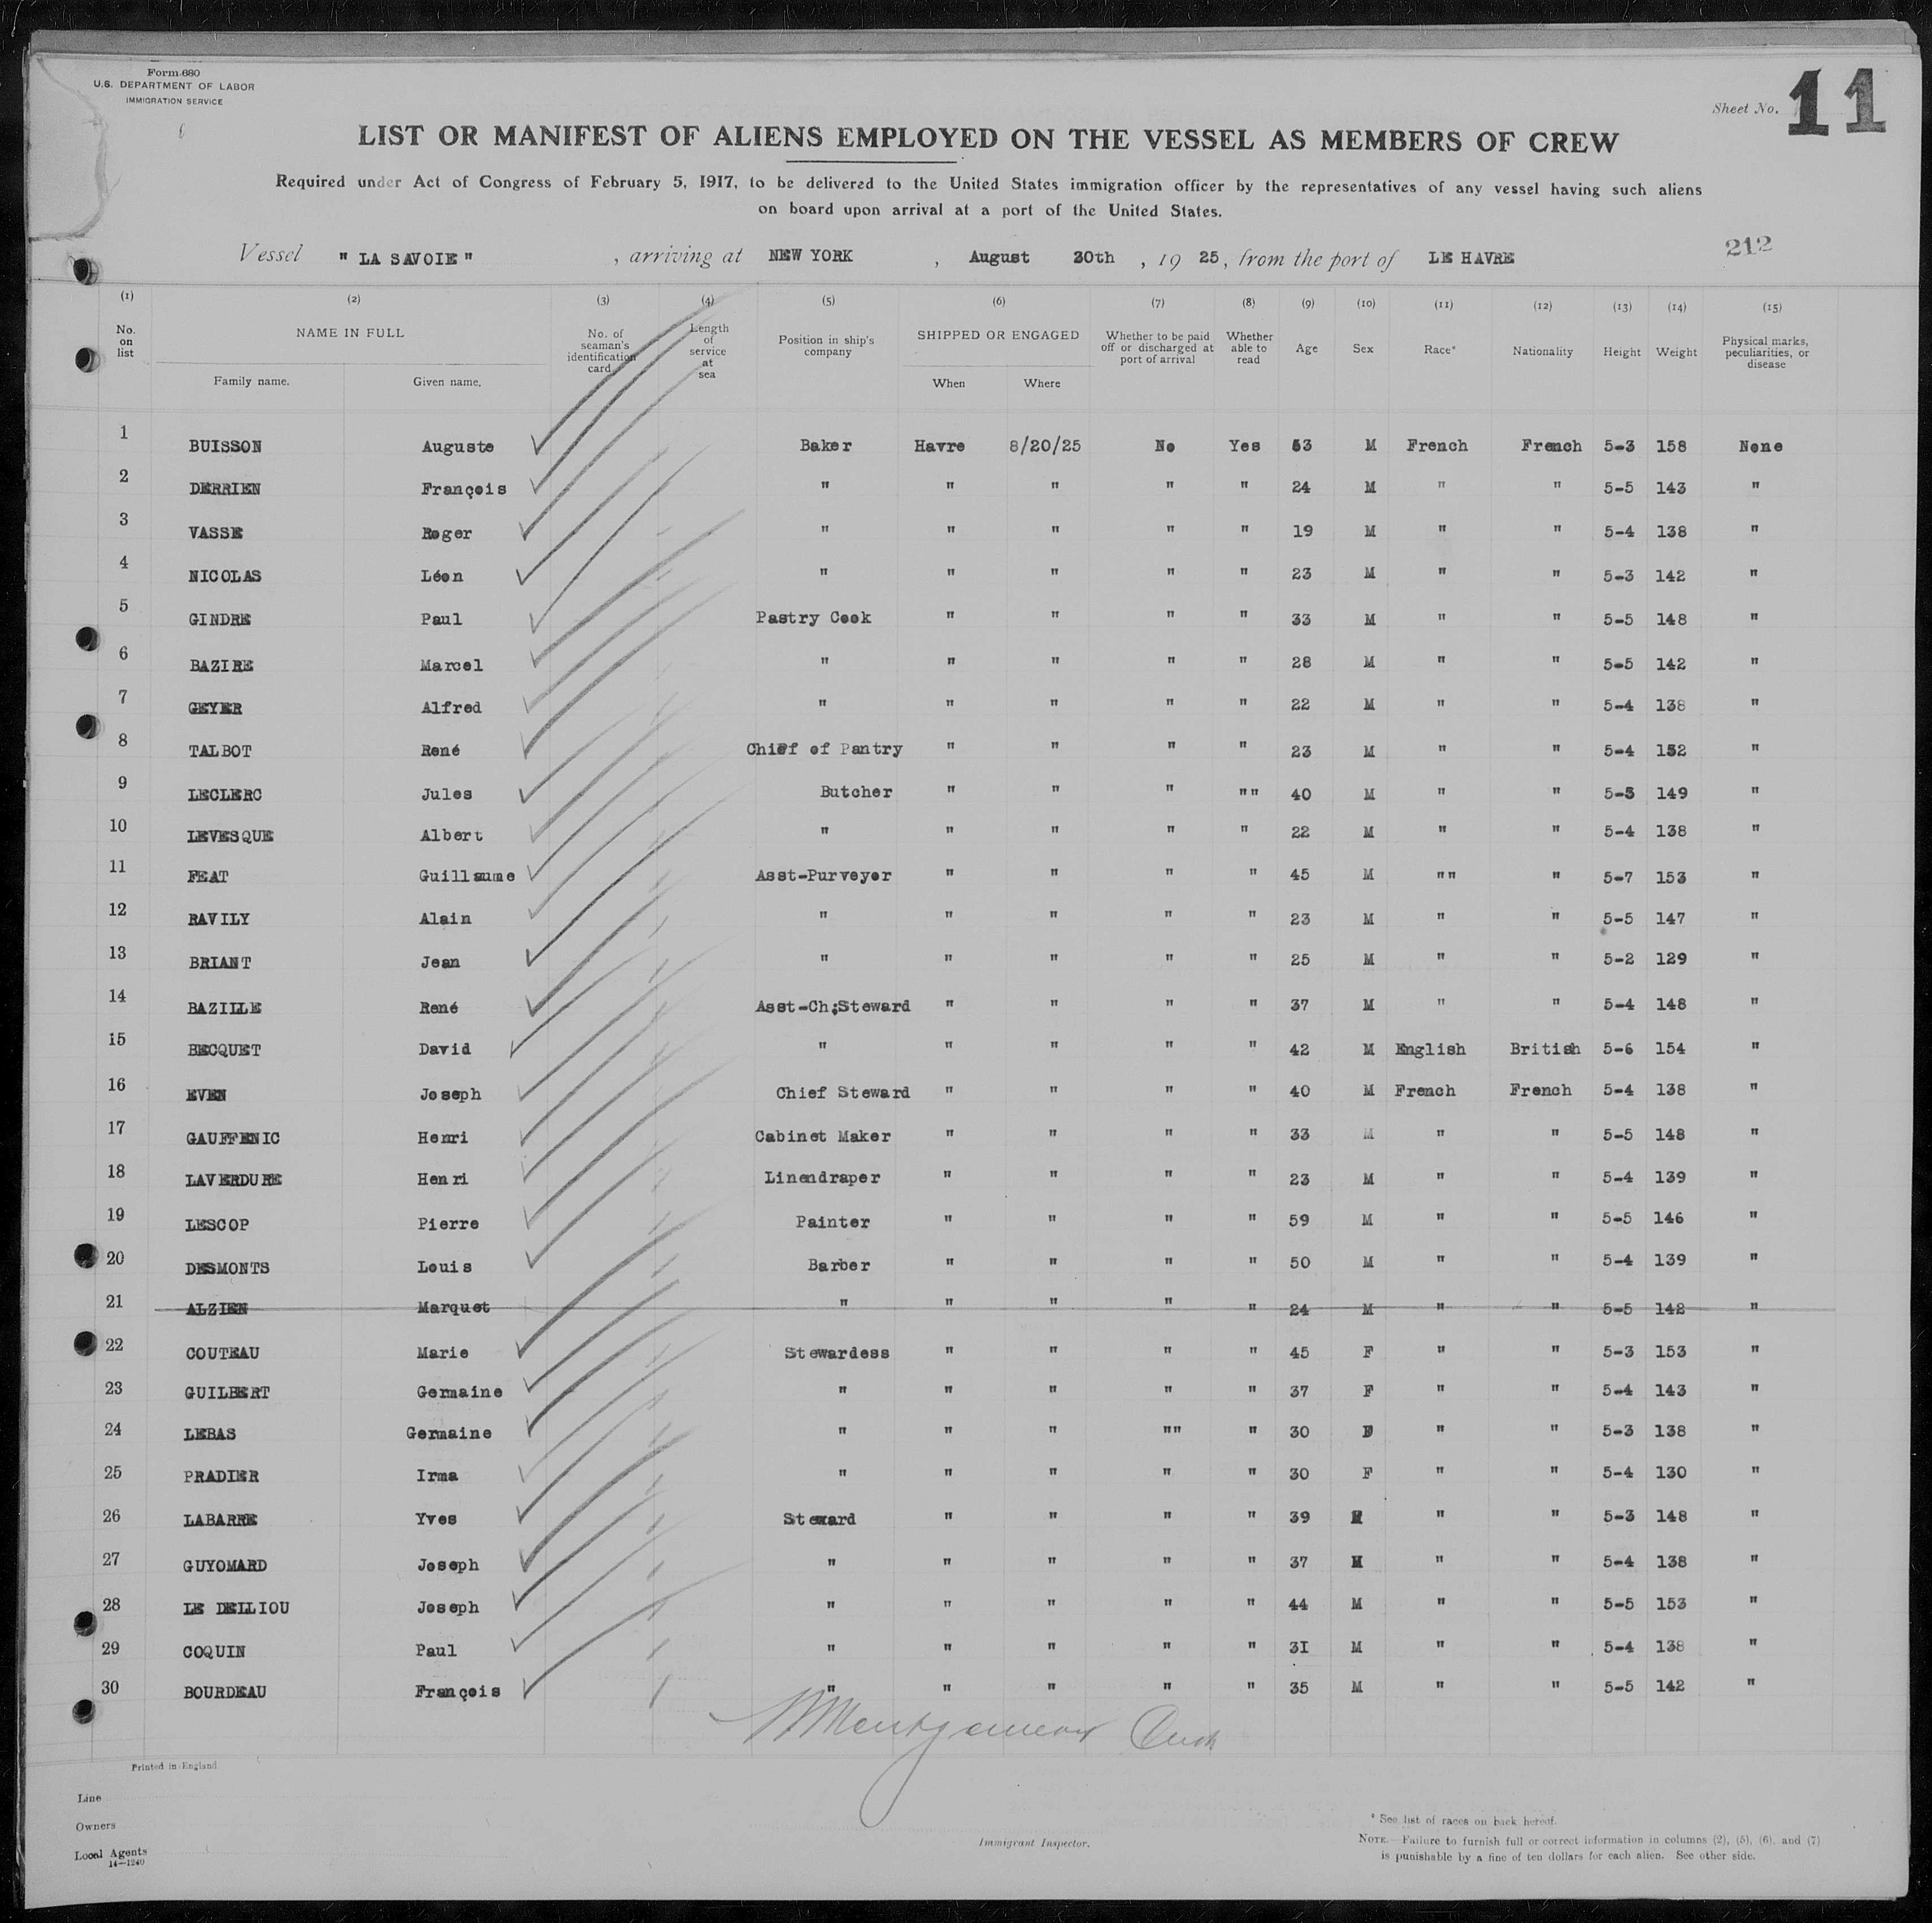 Form 680
U.S. DEPARTMENT OF LABOR
IMMIGRATION SERVICE
Sheet No. 11
LIST OR MANIFEST OF ALIENS EMPLOYED ON THE VESSEL AS MEMBERS OF CREW
Required under Act of Congress of February 5, 1917, to be delivered to the United States immigration officer by the representatives of any vessel having such aliens
on board upon arrival at a port of the United States.
212
Vessel " LA SAVOIE " , arriving at NEW YORK , August 30th , 19 25, from the port of LE HAVRE
(1) (2) (3) (4) (5) (6) (7) (8) (9) (10) (11) (12) (13) (14) (15)
No. on list NAME IN FULL Family name. Given name. No. of seaman's identification card Length of service at sea Position in ship's company SHIPPED OR ENGAGED When Where Whether to be paid off or discharged at port of arrival Whether able to read Age Sex Race* Nationality Height Weight Physical marks, peculiarities, or disease
1 BUISSON Auguste Baker Havre 8/20/25 No Yes 53 M French French 5-3 158 None
2 DERRIEN François " " " " " 24 M " " 5-5 143 "
3 VASSE Roger " " " " " 19 M " " 5-4 138 "
4 NICOLAS Léon " " " " " 23 M " " 5-3 142 "
5 GINDRE Paul Pastry Cook " " " " 33 M " " 5-5 148 "
6 BAZIRE Marcel " " " " " 28 M " " 5-5 142 "
7 GEYER Alfred " " " " " 22 M " " 5-4 138 "
8 TALBOT René Chief of Pantry " " " " 23 M " " 5-4 152 "
9 LECLERC Jules Butcher " " " "" 40 M " " 5-5 149 "
10 LEVESQUE Albert " " " " " 22 M " " 5-4 138 "
11 FEAT Guillaume Asst-Purveyer " " " " 45 M "" " 5-7 153 "
12 RAVILY Alain " " " " " 23 M " " 5-5 147 "
13 BRIANT Jean " " " " " 25 M " " 5-2 129 "
14 BAZILLE René Asst-Ch;Steward " " " " 37 M " " 5-4 148 "
15 BECQUET David " " " " " 42 M English British 5-6 154 "
16 EVEN Joseph Chief Steward " " " " 40 M French French 5-4 138 "
17 GAUFFENIC Henri Cabinet Maker " " " " 33 M " " 5-5 148 "
18 LAVERDURE Henri Linendraper " " " " 23 M " " 5-4 139 "
19 LESCOP Pierre Painter " " " " 59 M " " 5-5 146 "
20 DESMONTS Louis Barber " " " " 50 M " " 5-4 139 "
21 ALZIEN Marquet " " " " " 24 M " " 5-5 142 "
22 COUTEAU Marie Stewardess " " " " 45 F " " 5-3 153 "
23 GUILBERT Germaine " " " " " 37 F " " 5-4 143 "
24 LEBAS Germaine " " " "" " 30 F " " 5-3 138 "
25 PRADIER Irma " " " " " 30 F " " 5-4 130 "
26 LABARRE Yves Steward " " " " 39 M " " 5-3 148 "
27 GUYOMARD Joseph " " " " " 37 M " " 5-4 138 "
28 LE DELLIOU Joseph " " " " " 44 M " " 5-5 153 "
29 COQUIN Paul " " " " " 31 M " " 5-4 138 "
30 BOURDEAU François " " " " " 35 M " " 5-5 142 "
Printed in England
Line
Owners
Local Agents
14—1240
Immigrant Inspector.
* See list of races on back hereof.
NOTE.—Failure to furnish full or correct information in columns (2), (5), (6), and (7)
is punishable by a fine of ten dollars for each alien. See other side.